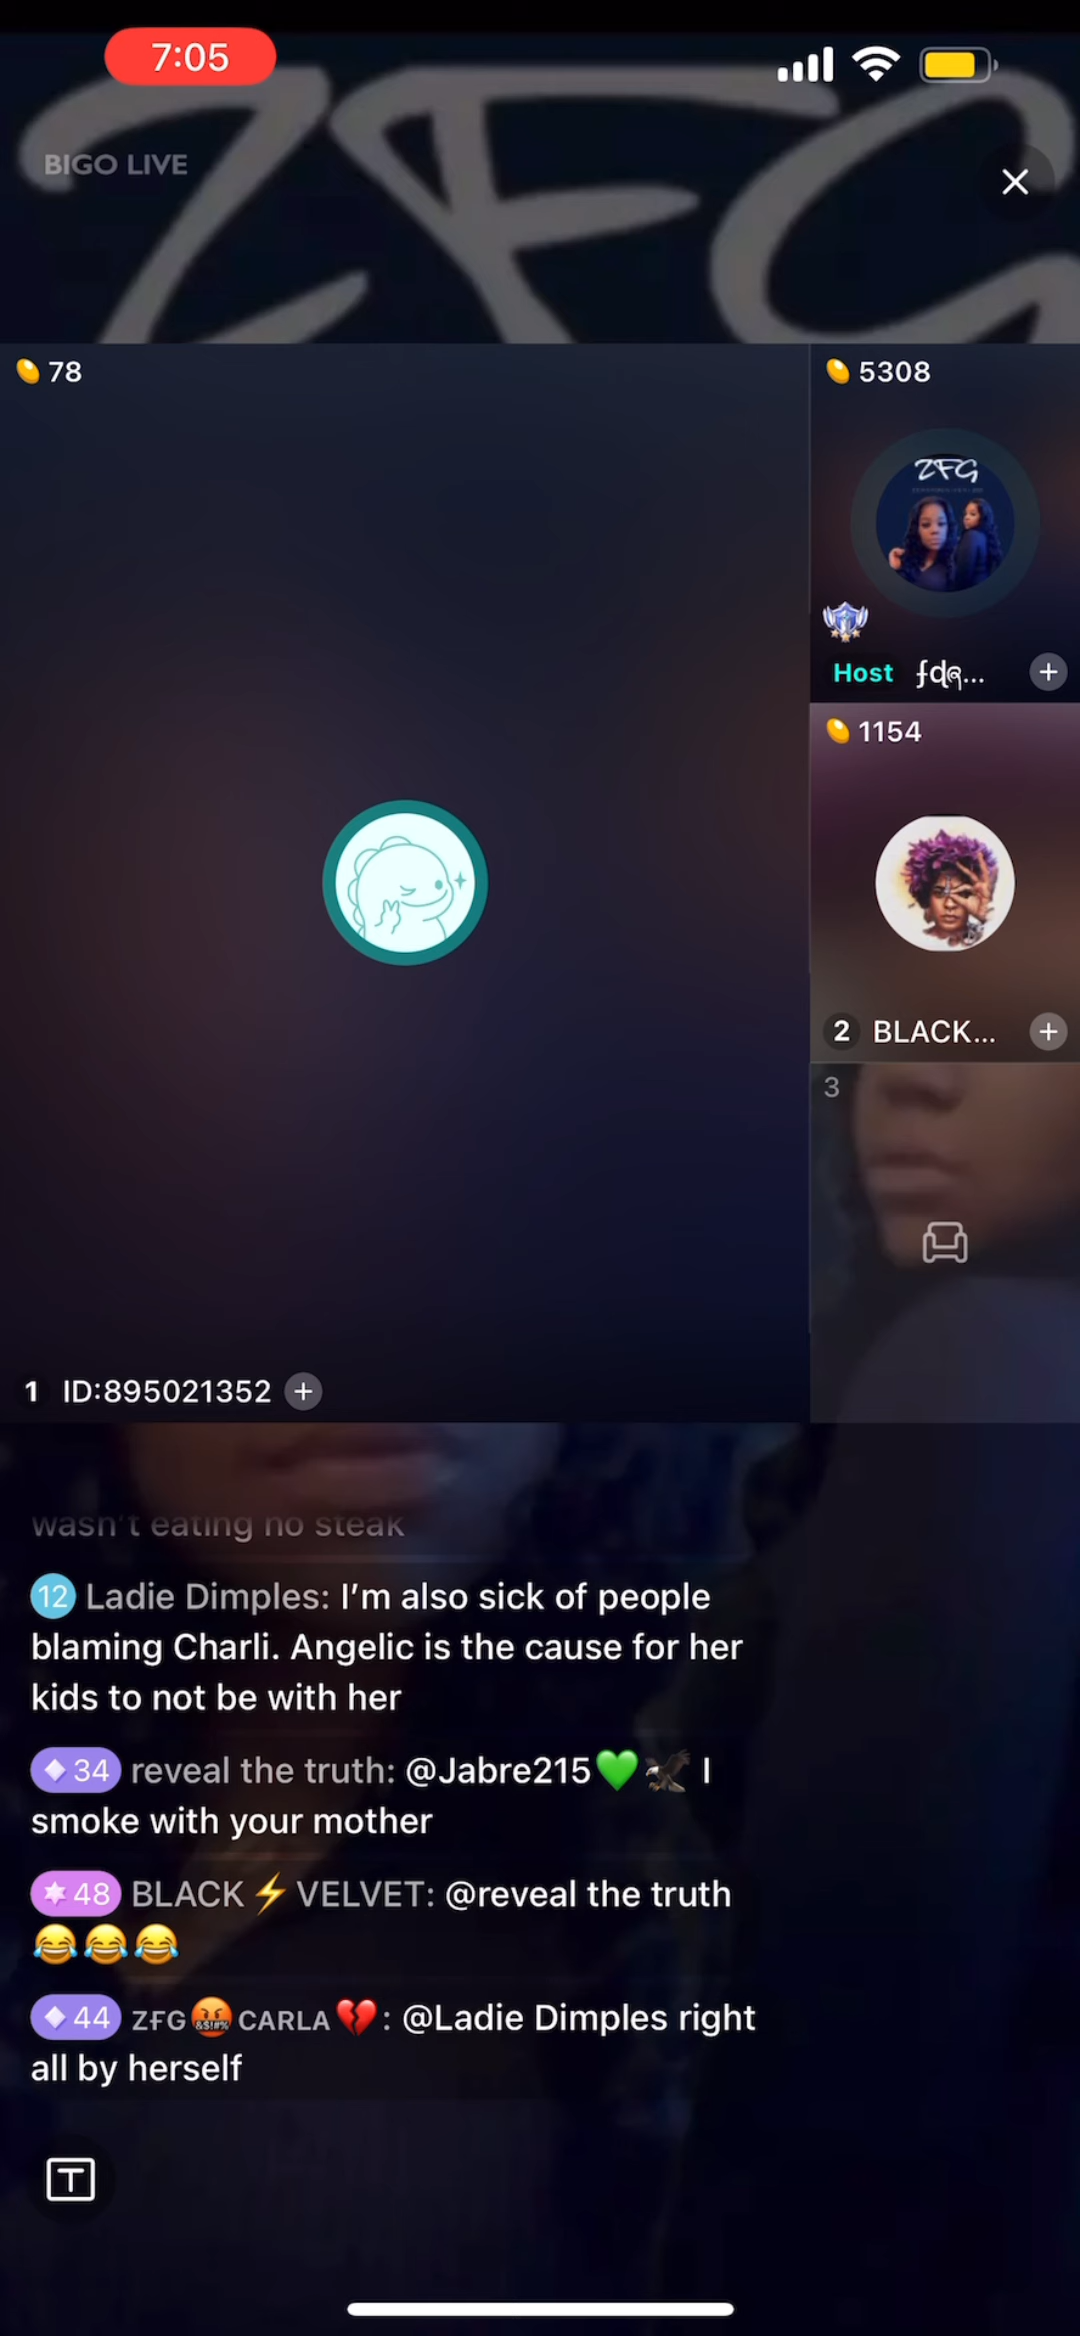 7:05
ZFG
BIGO LIVE
78
5308
ZFG
Host
1154
2 BLACK...
3
1 ID:895021352
wasn't eating no steak
12 Ladie Dimples: I'm also sick of people
blaming Charli. Angelic is the cause for her
kids to not be with her
34 reveal the truth: @Jabre215💚🦅 I
smoke with your mother
48 BLACK⚡VELVET: @reveal the truth
😂😂😂
44 ZFG🤬CARLA💔: @Ladie Dimples right
all by herself
T